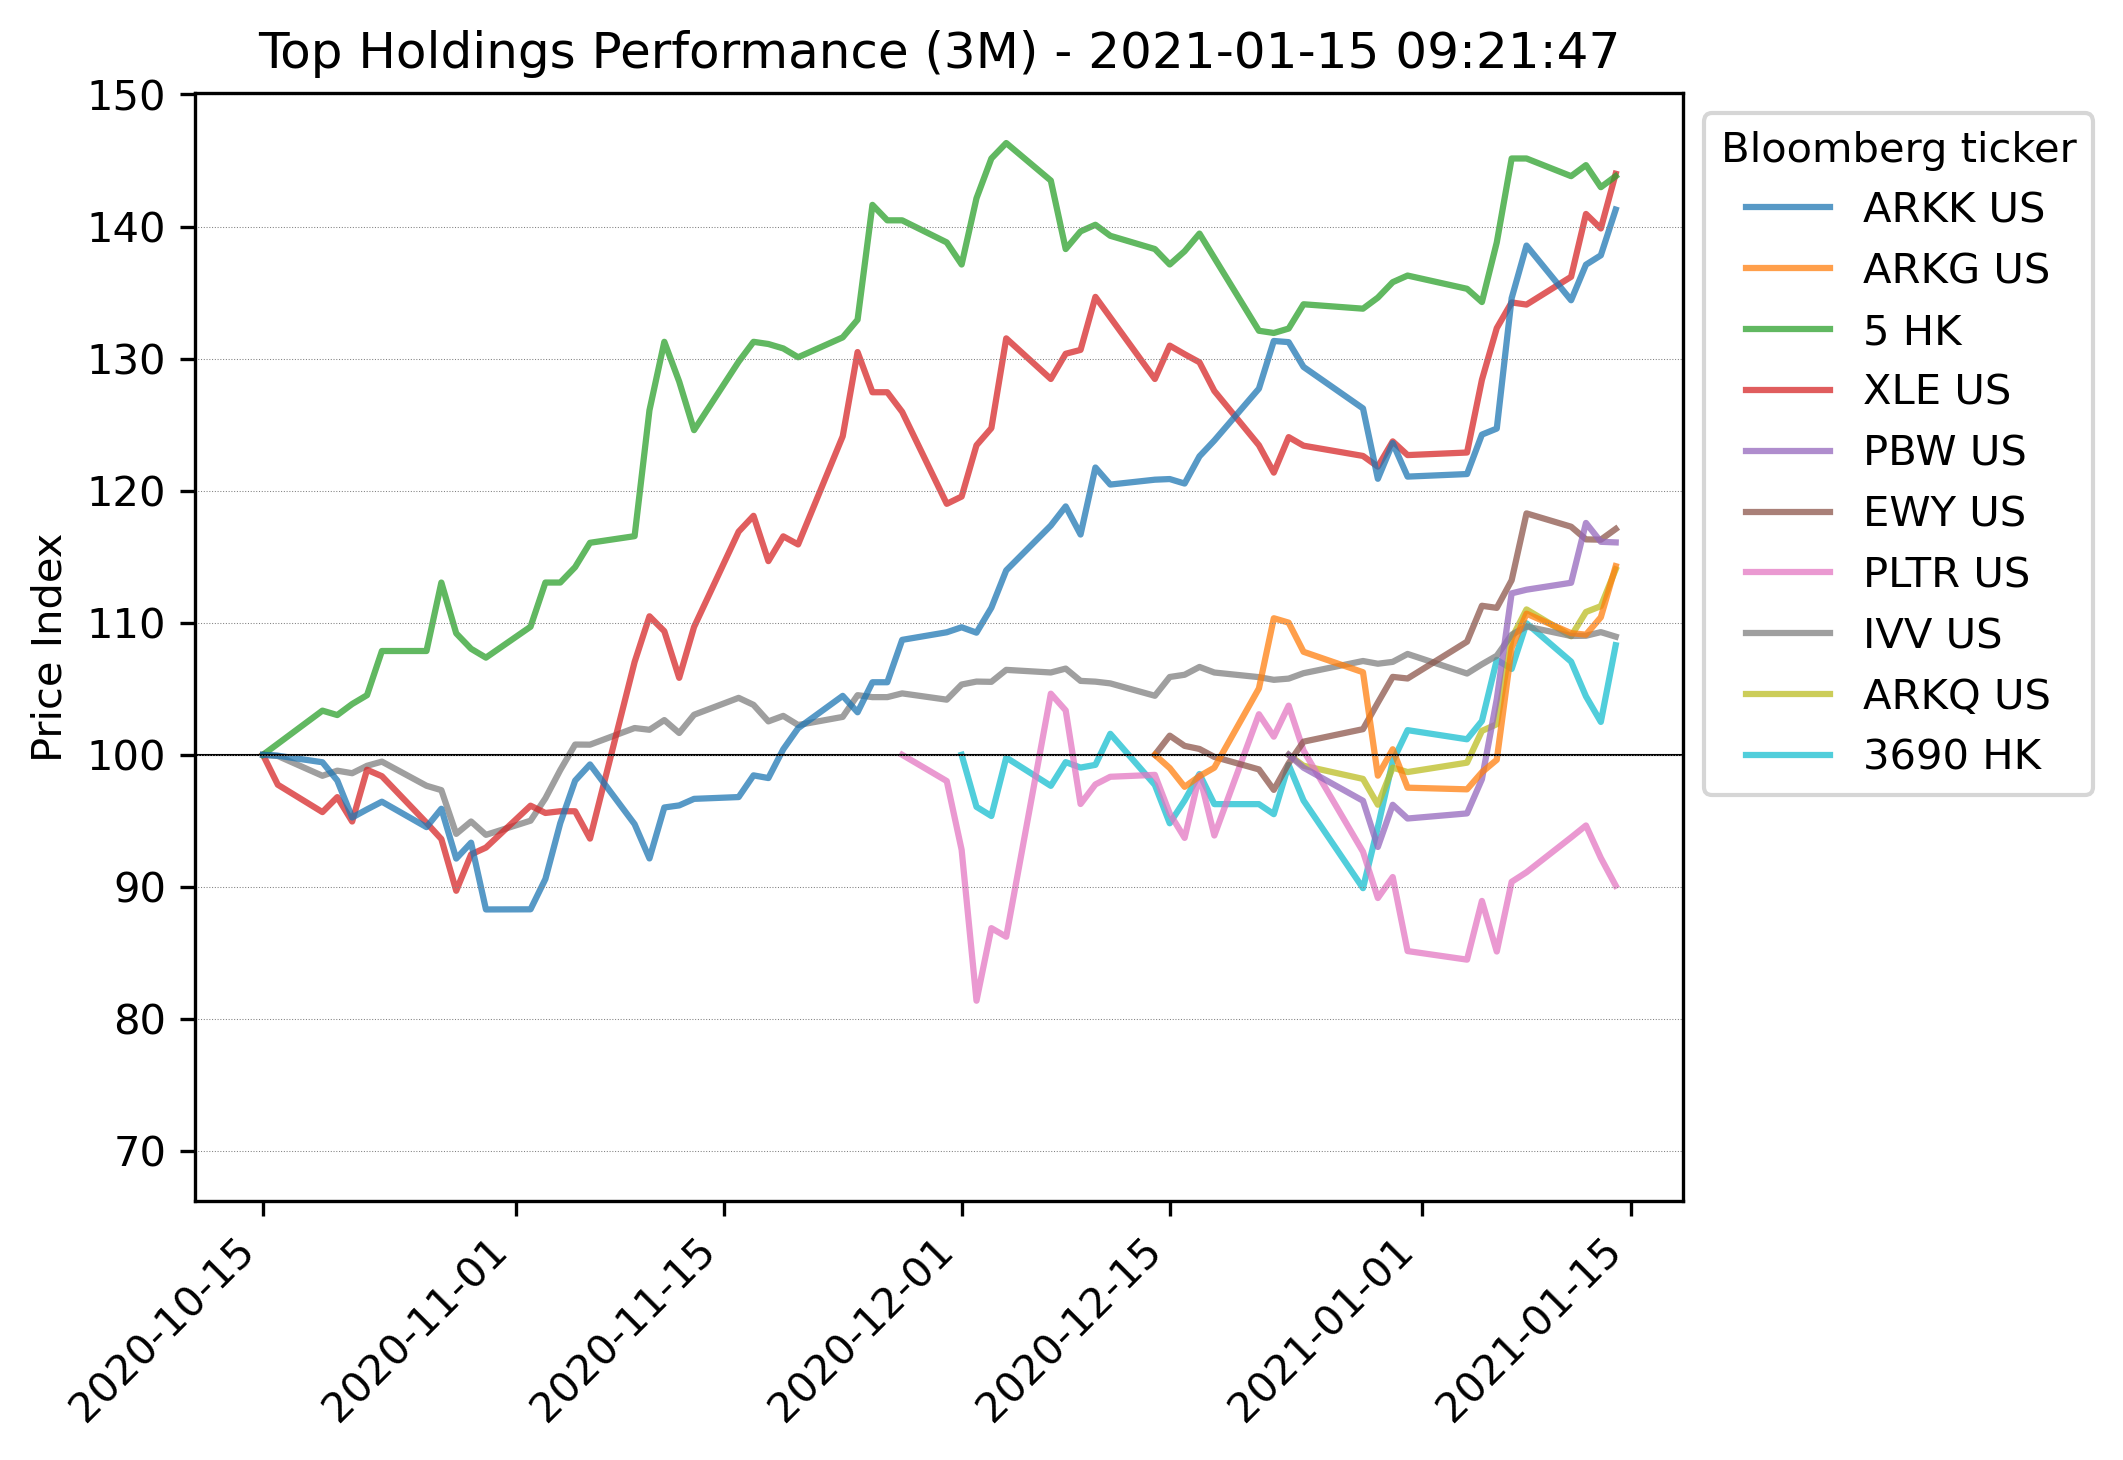 Top Holdings Performance (3M) - 2021-01-15 09:21:47
Price Index
150
140
130
120
110
100
90
80
70
2020-10-15
2020-11-01
2020-11-15
2020-12-01
2020-12-15
2021-01-01
2021-01-15
Bloomberg ticker
ARKK US
ARKG US
5 HK
XLE US
PBW US
EWY US
PLTR US
IVV US
ARKQ US
3690 HK